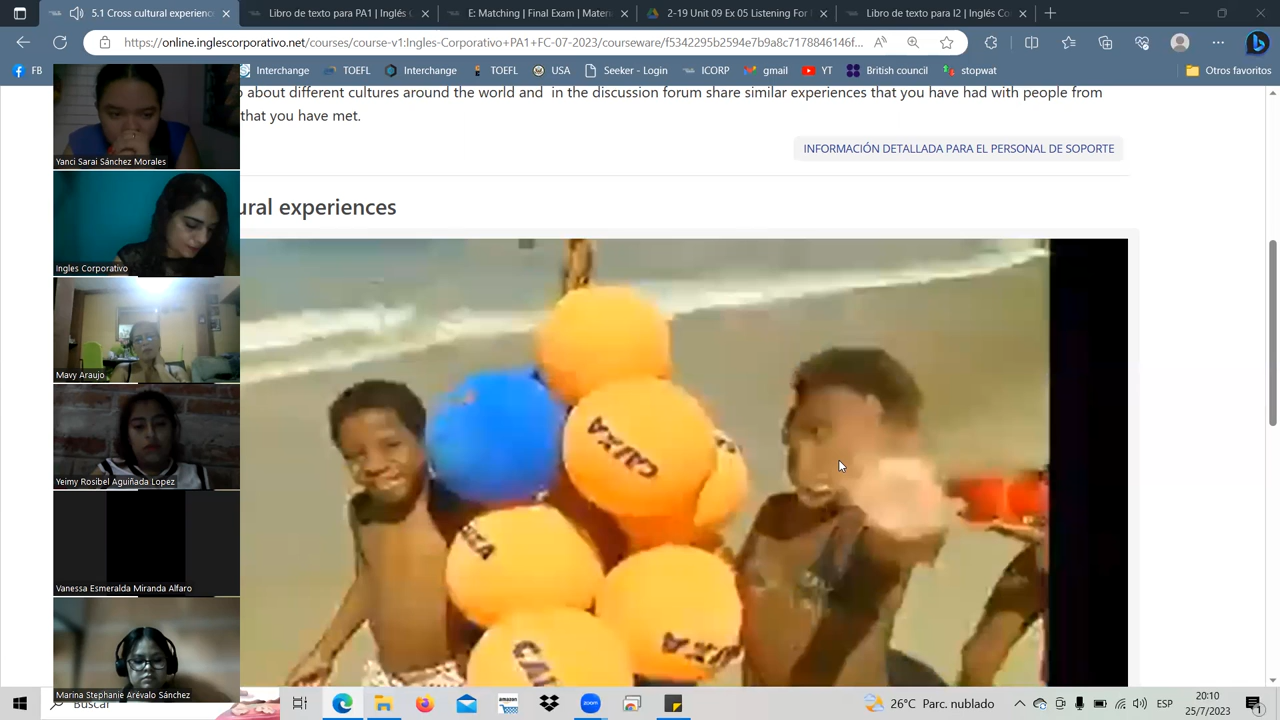 5.1 Cultural Experiences
Libro de texto para PA1 | Inglés C
E: Matching | Final Exam | Mater
2-19 Unit 09 Ex 05 Listening For
Libro de texto para I2 | Inglés Co
https://online.inglescorporativo.net/courses/course-v1:Ingles-Corporativo+PA1+FC-07-2023/courseware/f5342295b2594e7b9a8c7178846146f...
FB
Interchange
TOEFL
Interchange
TOEFL
USA
Seeker - Login
ICORP
gmail
YT
British council
stopwat
Otros favoritos
o about different cultures around the world and in the discussion forum share similar experiences that you have had with people from
that you have met.
INFORMACIÓN DETALLADA PARA EL PERSONAL DE SOPORTE
ural experiences
Yanci Sarai Sánchez Morales
Ingles Corporativo
Mavy Araujo
Yeimy Rosibel Aguiñada Lopez
Vanessa Esmeralda Miranda Alfaro
Marina Stephanie Arévalo Sánchez
CAIXA
CAIXA
Buscar
amazon
zoom
26°C Parc. nublado
ESP
20:10
25/7/2023
1